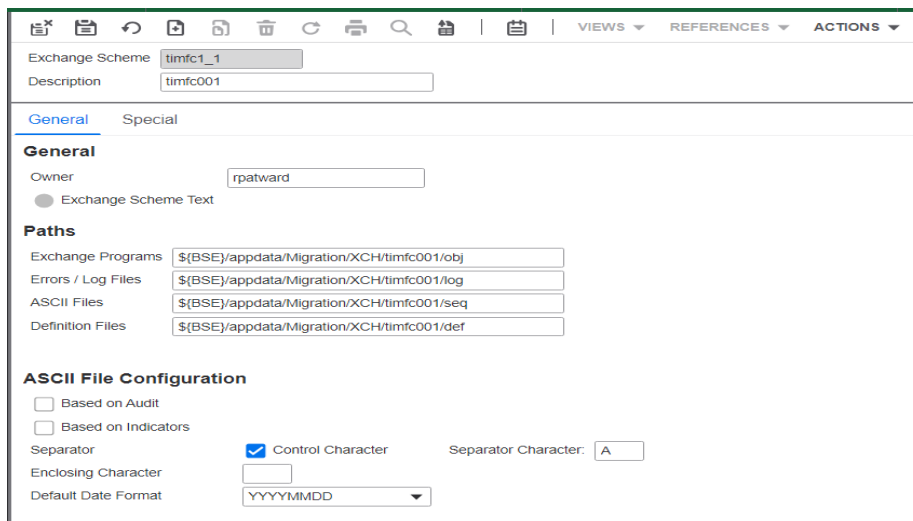 VIEWS REFERENCES ACTIONS
Exchange Scheme timfc1_1
Description timfc001
General Special
General
Owner rpatward
Exchange Scheme Text
Paths
Exchange Programs ${BSE}/appdata/Migration/XCH/timfc001/obj
Errors / Log Files ${BSE}/appdata/Migration/XCH/timfc001/log
ASCII Files ${BSE}/appdata/Migration/XCH/timfc001/seq
Definition Files ${BSE}/appdata/Migration/XCH/timfc001/def
ASCII File Configuration
Based on Audit
Based on Indicators
Separator Control Character Separator Character: A
Enclosing Character
Default Date Format YYYYMMDD